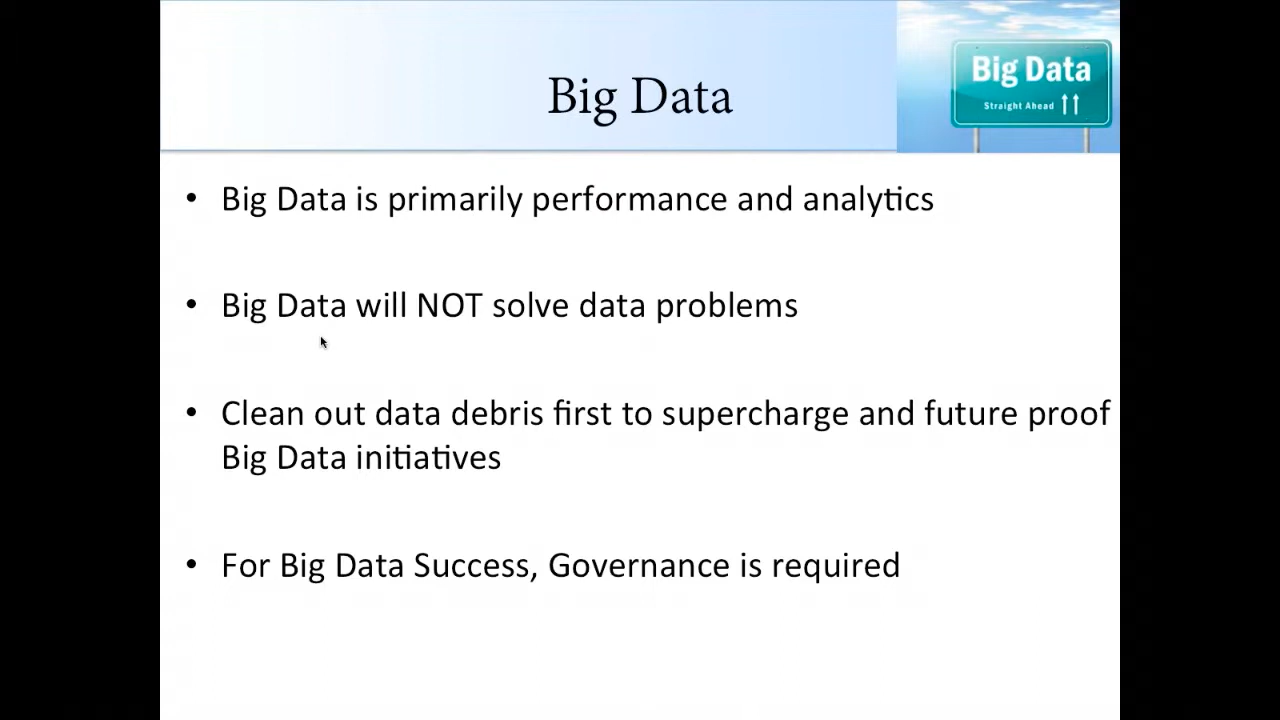 Big Data
Big Data
Straight Ahead ↑↑
• Big Data is primarily performance and analytics
• Big Data will NOT solve data problems
• Clean out data debris first to supercharge and future proof
Big Data initiatives
• For Big Data Success, Governance is required